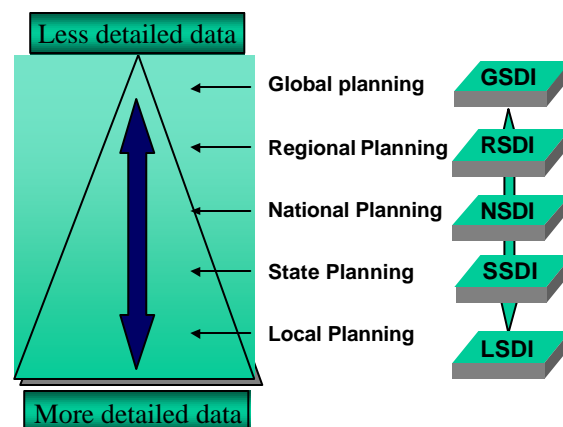 Less detailed data
Global planning
GSDI
Regional Planning
RSDI
National Planning
NSDI
State Planning
SSDI
Local Planning
LSDI
More detailed data